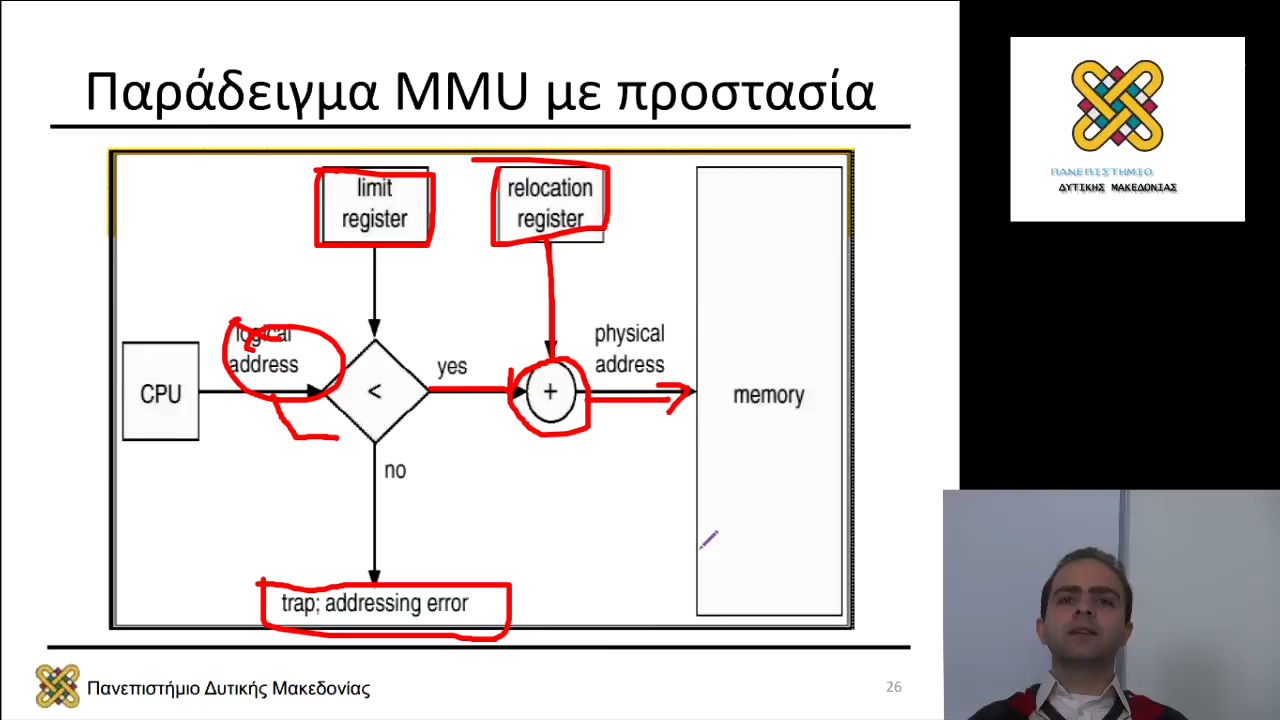 Παράδειγμα MMU με προστασία
limit
register
relocation
register
logical
address
CPU
<
yes
+
physical
address
memory
no
trap; addressing error
Πανεπιστήμιο Δυτικής Μακεδονίας
26
ΠΑΝΕΠΙΣΤΗΜΙΟ
ΔΥΤΙΚΗΣ ΜΑΚΕΔΟΝΙΑΣ